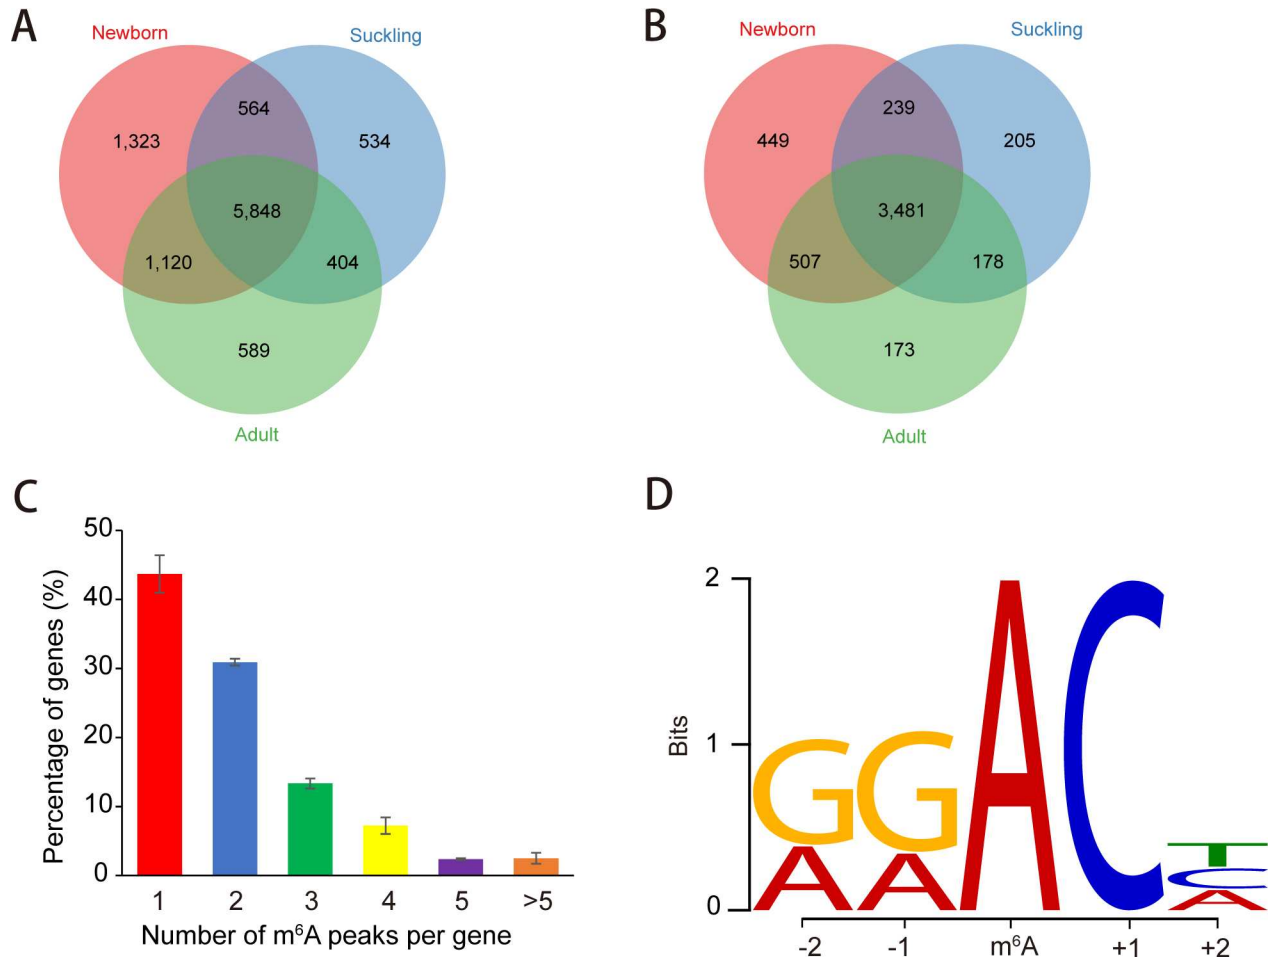 A
Newborn
Suckling
564
1,323
534
5,848
1,120
404
589
Adult
B
Newborn
Suckling
239
449
205
3,481
507
178
173
Adult
C
Percentage of genes (%)
50
40
30
20
10
0
1 2 3 4 5 >5
Number of m⁶A peaks per gene
D
Bits
2
1
0
G G A C T
A A C
A
-2 -1 m⁶A +1 +2